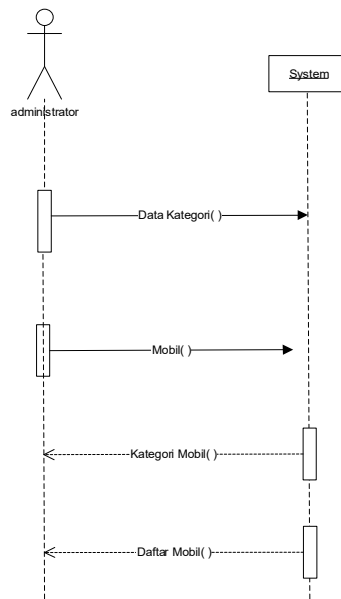 System
administrator
Data Kategori( )
Mobil( )
Kategori Mobil( )
Daftar Mobil( )